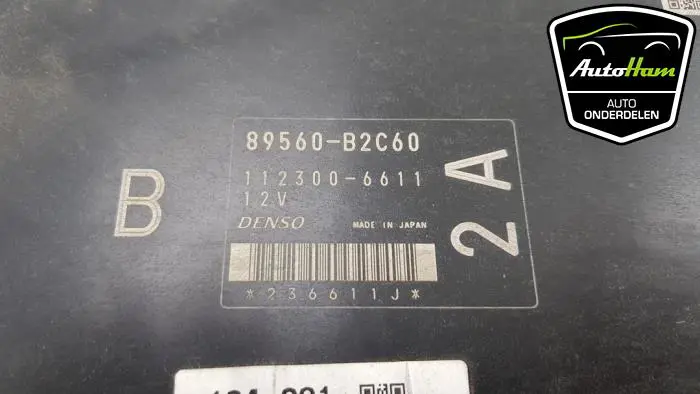 AutoHam
AUTO
ONDERDELEN
89560-B2C60
112300-6611
12V
DENSO MADE IN JAPAN
*236611J*
B
2A